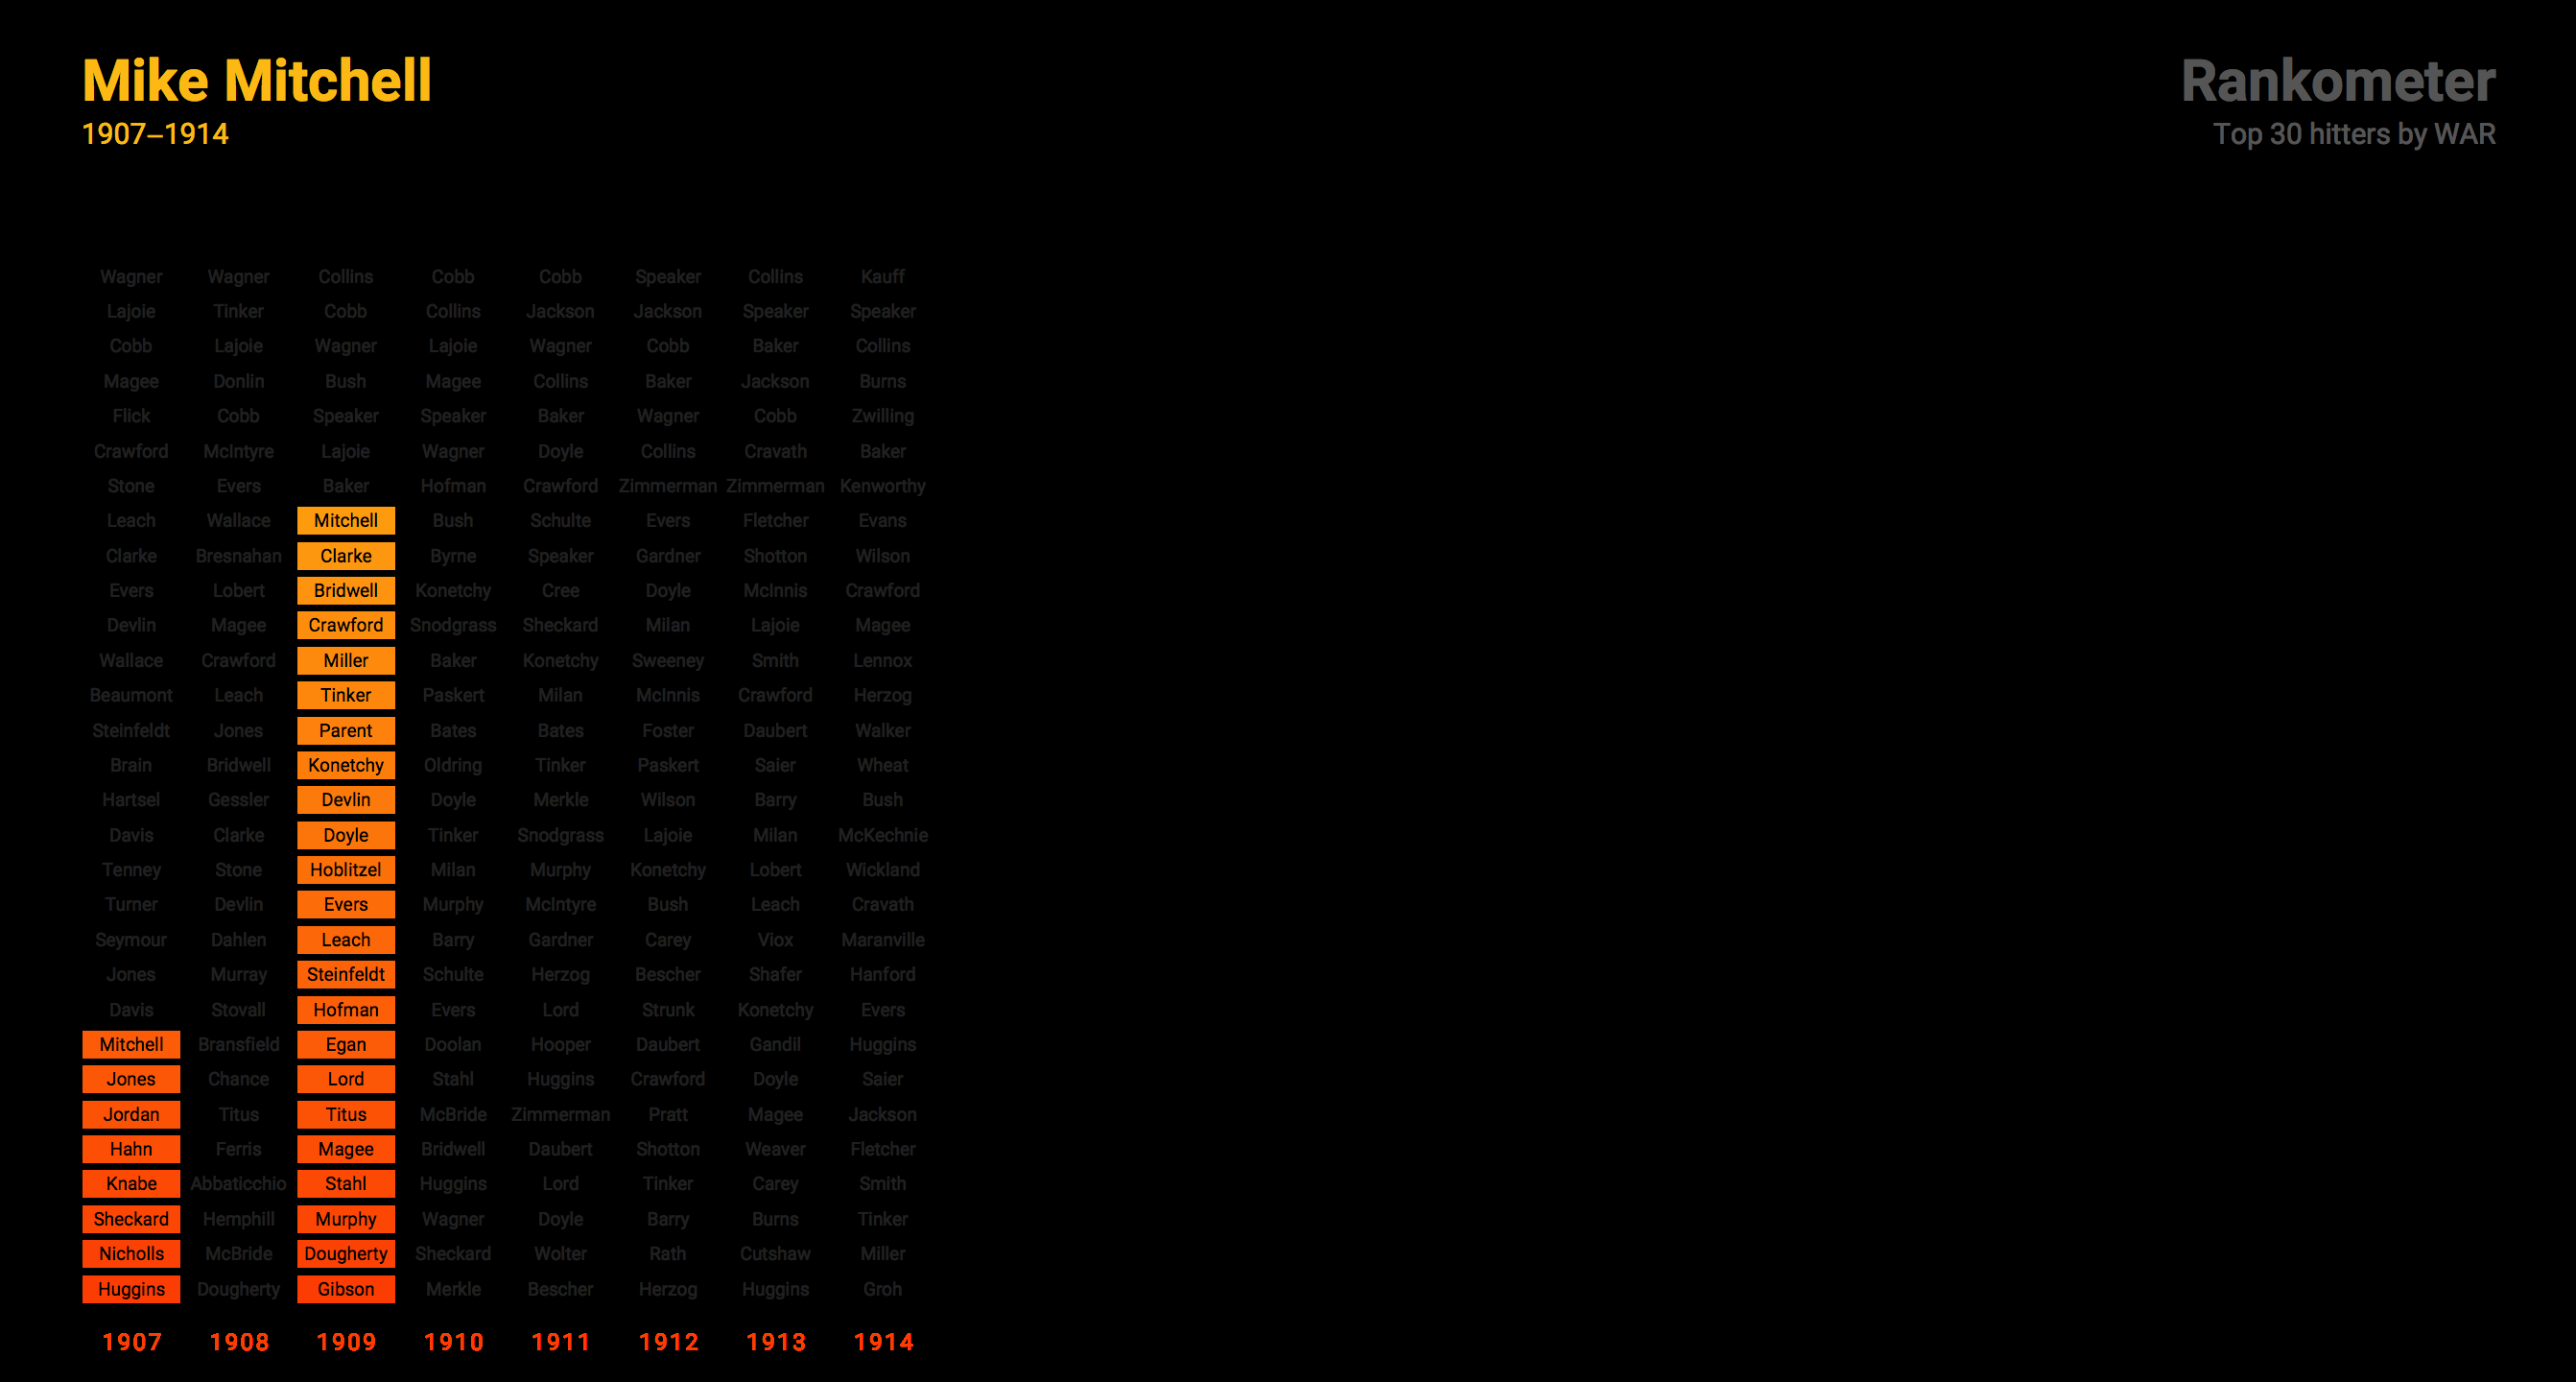 Mike Mitchell
1907–1914
Rankometer
Top 30 hitters by WAR
Wagner Wagner Collins Cobb Cobb Speaker Collins Kauff
Lajoie Tinker Cobb Collins Jackson Jackson Speaker Speaker
Cobb Lajoie Wagner Lajoie Wagner Cobb Baker Collins
Magee Donlin Bush Magee Collins Baker Jackson Burns
Flick Cobb Speaker Speaker Baker Wagner Cobb Zwilling
Crawford McIntyre Lajoie Wagner Doyle Collins Cravath Baker
Stone Evers Baker Hofman Crawford Zimmerman Zimmerman Kenworthy
Leach Wallace Mitchell Bush Schulte Evers Fletcher Evans
Clarke Bresnahan Clarke Byrne Speaker Gardner Shotton Wilson
Evers Lobert Bridwell Konetchy Cree Doyle McInnis Crawford
Devlin Magee Crawford Snodgrass Sheckard Milan Lajoie Magee
Wallace Crawford Miller Baker Konetchy Sweeney Smith Lennox
Beaumont Leach Tinker Paskert Milan McInnis Crawford Herzog
Steinfeldt Jones Parent Bates Bates Foster Daubert Walker
Brain Bridwell Konetchy Oldring Tinker Paskert Saier Wheat
Hartsel Gessler Devlin Doyle Merkle Wilson Barry Bush
Davis Clarke Doyle Tinker Snodgrass Lajoie Milan McKechnie
Tenney Stone Hoblitzel Milan Murphy Konetchy Lobert Wickland
Turner Devlin Evers Murphy McIntyre Bush Leach Cravath
Seymour Dahlen Leach Barry Gardner Carey Viox Maranville
Jones Murray Steinfeldt Schulte Herzog Bescher Shafer Hanford
Davis Stovall Hofman Evers Lord Strunk Konetchy Evers
Mitchell Bransfield Egan Doolan Hooper Daubert Gandil Huggins
Jones Chance Lord Stahl Huggins Crawford Doyle Saier
Jordan Titus Titus McBride Zimmerman Pratt Magee Jackson
Hahn Ferris Magee Bridwell Daubert Shotton Weaver Fletcher
Knabe Abbaticchio Stahl Huggins Lord Tinker Carey Smith
Sheckard Hemphill Murphy Wagner Doyle Barry Burns Tinker
Nicholls McBride Dougherty Sheckard Wolter Rath Cutshaw Miller
Huggins Dougherty Gibson Merkle Bescher Herzog Huggins Groh
1907 1908 1909 1910 1911 1912 1913 1914